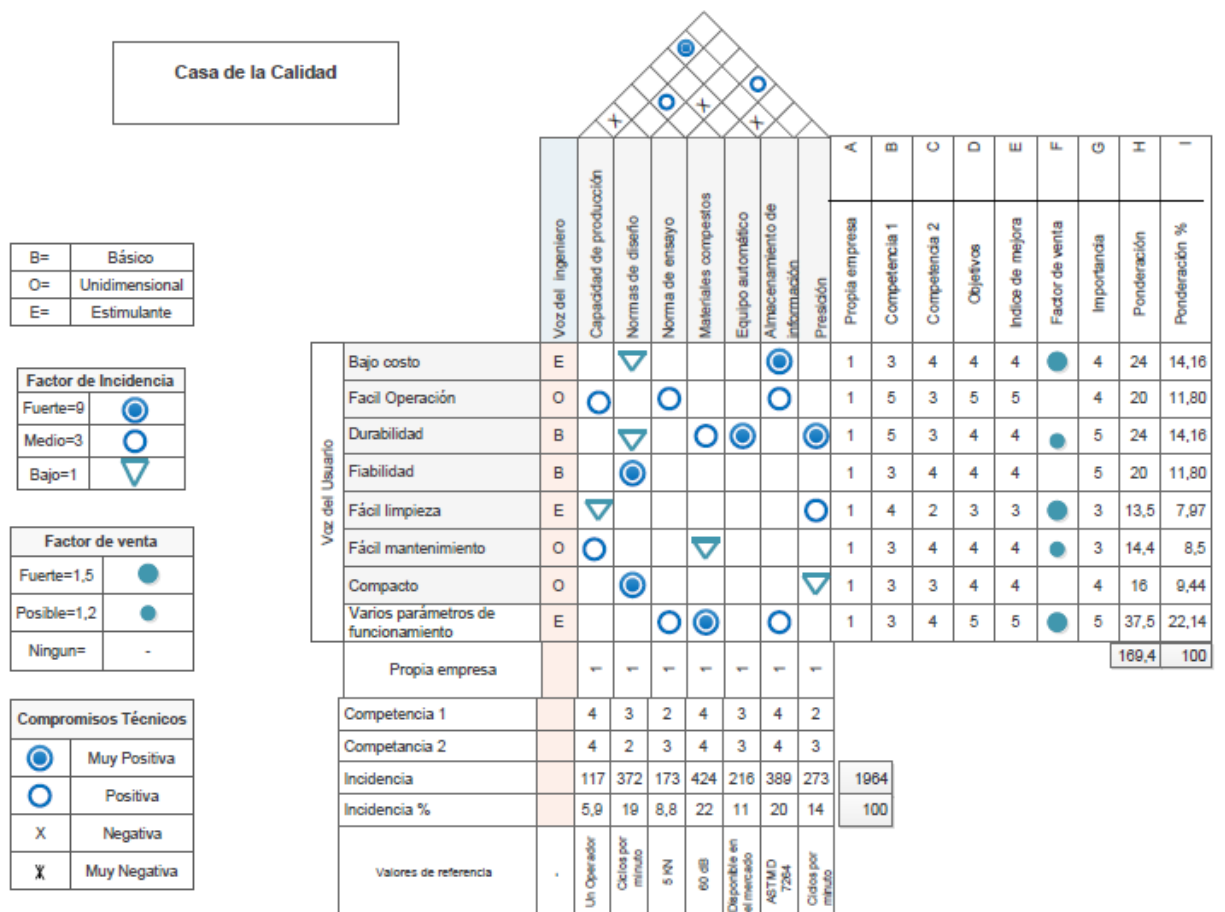 Casa de la Calidad
B= Básico
O= Unidimensional
E= Estimulante
Factor de Incidencia
Fuerte=9
Medio=3
Bajo=1
Factor de venta
Fuerte=1,5
Posible=1,2
Ningun= -
Compromisos Técnicos
Muy Positiva
Positiva
X Negativa
Muy Negativa
X X X X
A B C D E F G H I
Voz del ingeniero
Capacidad de producción
Normas de diseño
Norma de ensayo
Materiales compestos
Equipo automático
Almacenamiento de
información
Presición
Propia empresa
Competencia 1
Competencia 2
Objetivos
Indice de mejora
Factor de venta
Importancia
Ponderación
Ponderación %
Voz del Usuario
Bajo costo E 1 3 4 4 4 4 24 14,16
Facil Operación O 1 5 3 5 5 4 20 11,80
Durabilidad B 1 5 3 4 4 5 24 14,16
Fiabilidad B 1 3 4 4 4 5 20 11,80
Fácil limpieza E 1 4 2 3 3 3 13,5 7,97
Fácil mantenimiento O 1 3 4 4 4 3 14,4 8,5
Compacto O 1 3 3 4 4 4 16 9,44
Varios parámetros de
funcionamiento E 1 3 4 5 5 5 37,5 22,14
169,4 100
Propia empresa 1 1 1 1 1 1 1
Competencia 1 4 3 2 4 3 4 2
Competancia 2 4 2 3 4 3 4 3
Incidencia 117 372 173 424 216 389 273 1964
Incidencia % 5,9 19 8,8 22 11 20 14 100
Valores de referencia -
Un Operador
Ciclos por
minuto
5 KN
60 dB
Disponible en
el mercado
ASTM D
7264
Ciclos por
minuto